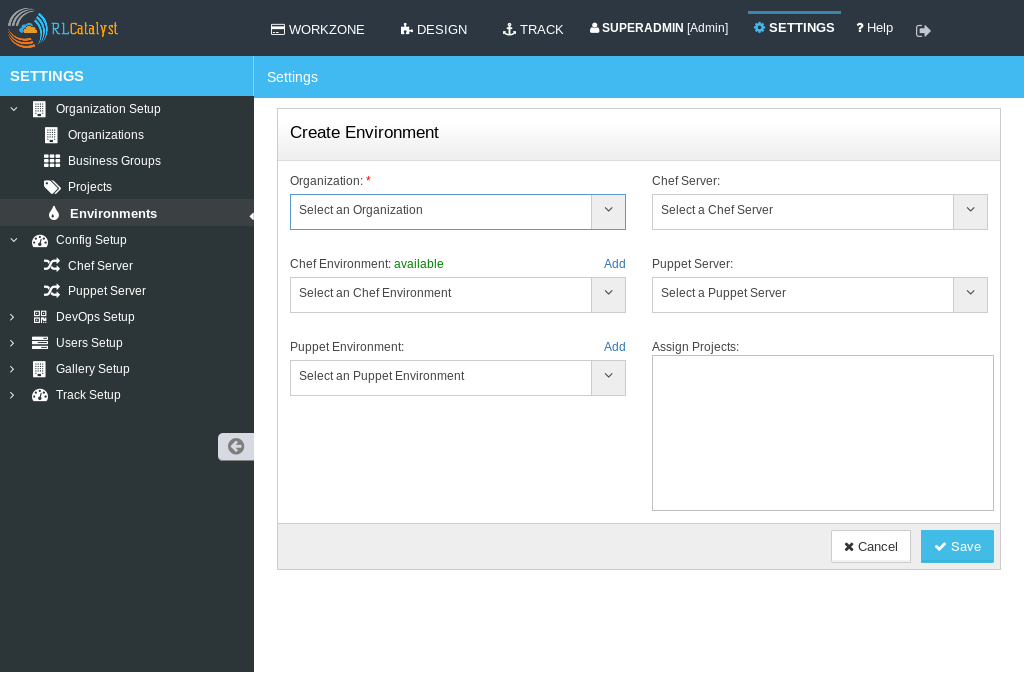 RLCatalyst
WORKZONE
DESIGN
TRACK
SUPERADMIN [Admin]
SETTINGS
? Help
SETTINGS
Settings
Organization Setup
Organizations
Business Groups
Projects
Environments
Config Setup
Chef Server
Puppet Server
DevOps Setup
Users Setup
Gallery Setup
Track Setup
Create Environment
Organization: *
Select an Organization
Chef Server:
Select a Chef Server
Chef Environment: available
Add
Select an Chef Environment
Puppet Server:
Select a Puppet Server
Puppet Environment:
Add
Select an Puppet Environment
Assign Projects:
Cancel
Save